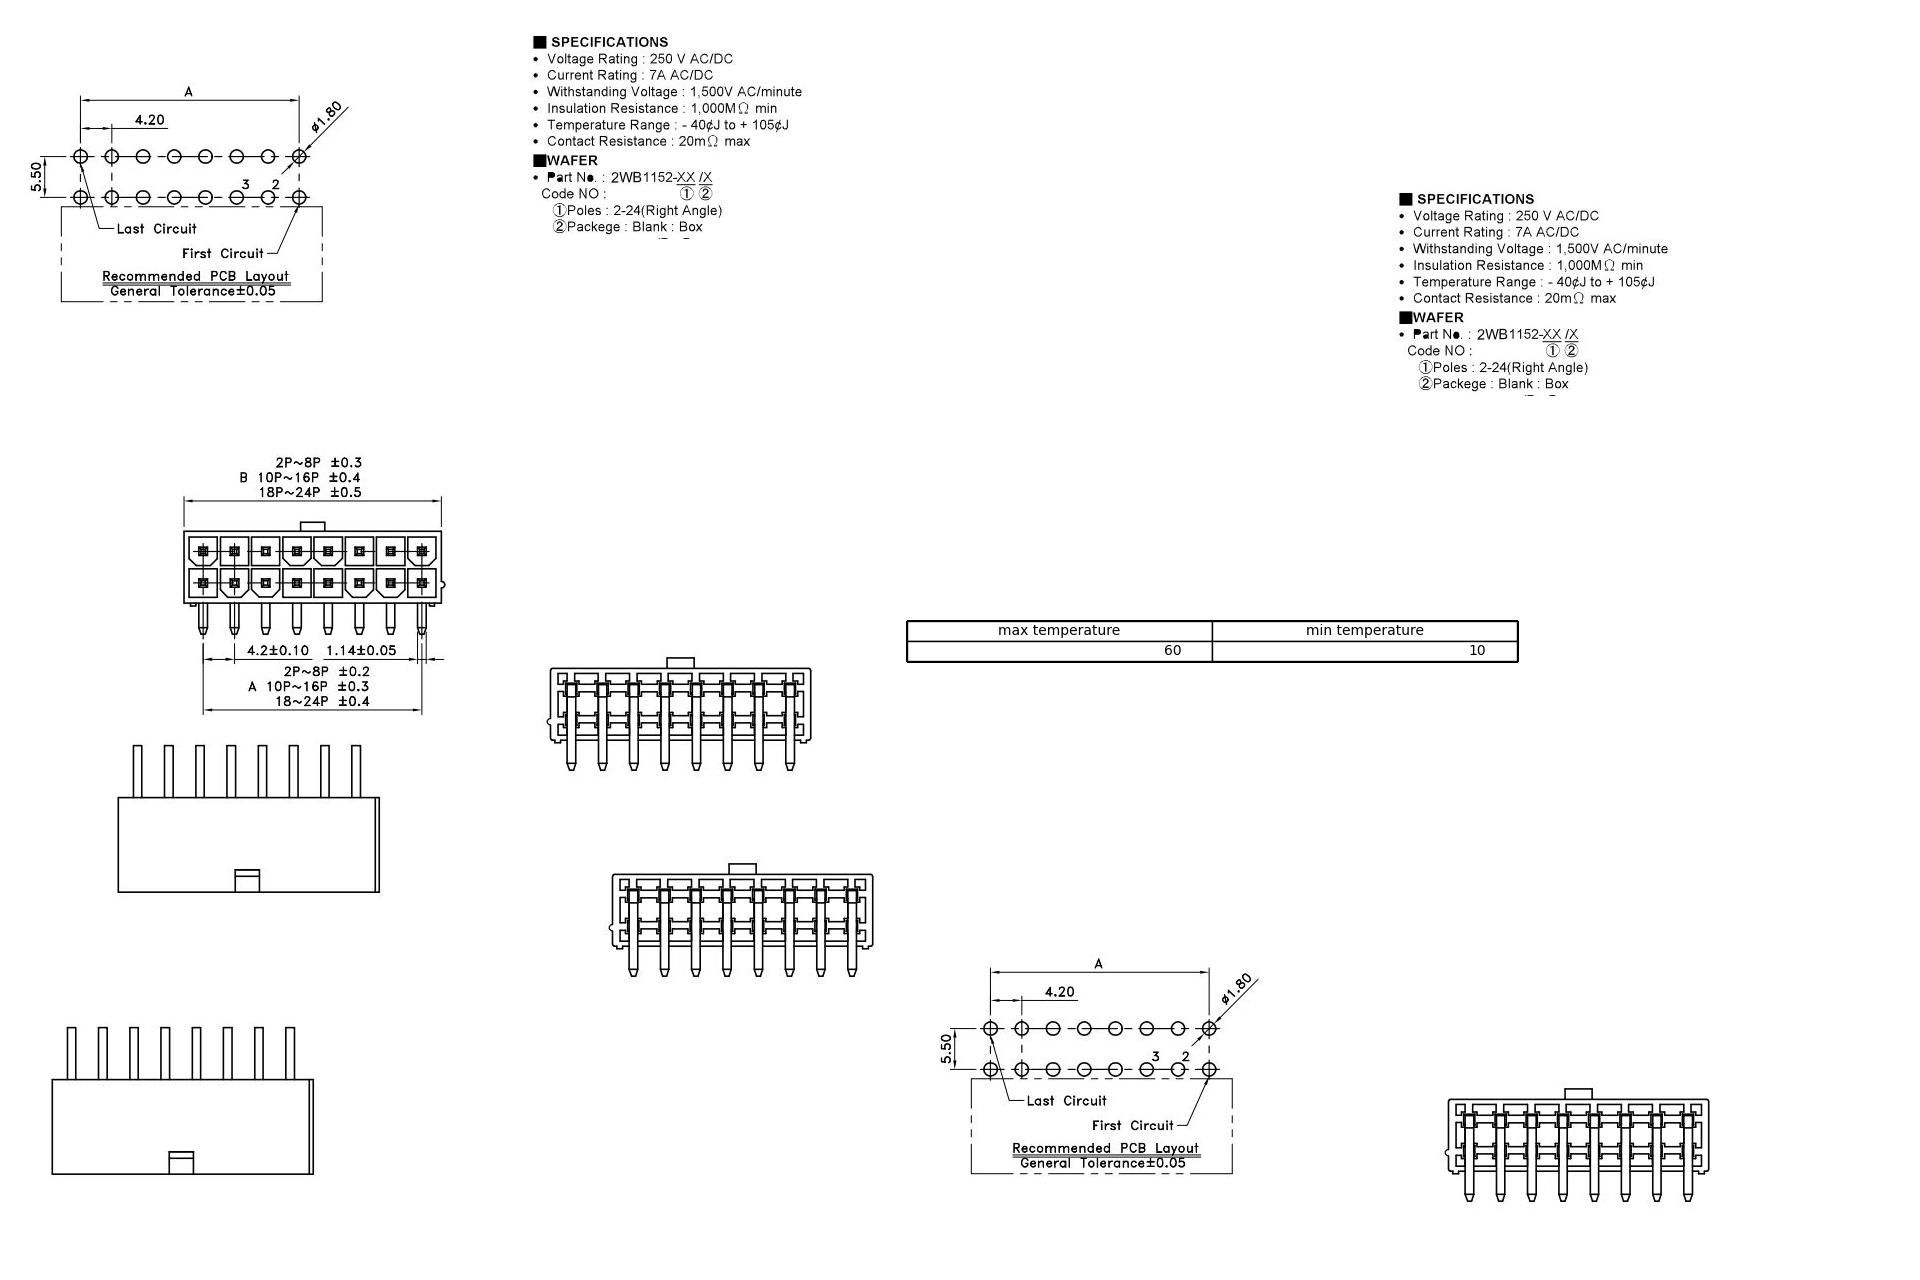 ■ SPECIFICATIONS
• Voltage Rating : 250 V AC/DC
• Current Rating : 7A AC/DC
• Withstanding Voltage : 1,500V AC/minute
• Insulation Resistance : 1,000MΩ min
• Temperature Range : - 40¢J to + 105¢J
• Contact Resistance : 20mΩ max
■WAFER
• Part No. : 2WB1152-XX /X
Code NO : ① ②
①Poles : 2-24(Right Angle)
②Packege : Blank : Box
A
4.20
ø1.80
5.50
3 2
Last Circuit
First Circuit
Recommended PCB Layout
General Tolerance±0.05
■ SPECIFICATIONS
• Voltage Rating : 250 V AC/DC
• Current Rating : 7A AC/DC
• Withstanding Voltage : 1,500V AC/minute
• Insulation Resistance : 1,000MΩ min
• Temperature Range : - 40¢J to + 105¢J
• Contact Resistance : 20mΩ max
■WAFER
• Part No. : 2WB1152-XX /X
Code NO : ① ②
①Poles : 2-24(Right Angle)
②Packege : Blank : Box
2P~8P ±0.3
B 10P~16P ±0.4
18P~24P ±0.5
4.2±0.10 1.14±0.05
2P~8P ±0.2
A 10P~16P ±0.3
18~24P ±0.4
max temperature min temperature
60 10
A
4.20
ø1.80
5.50
3 2
Last Circuit
First Circuit
Recommended PCB Layout
General Tolerance±0.05